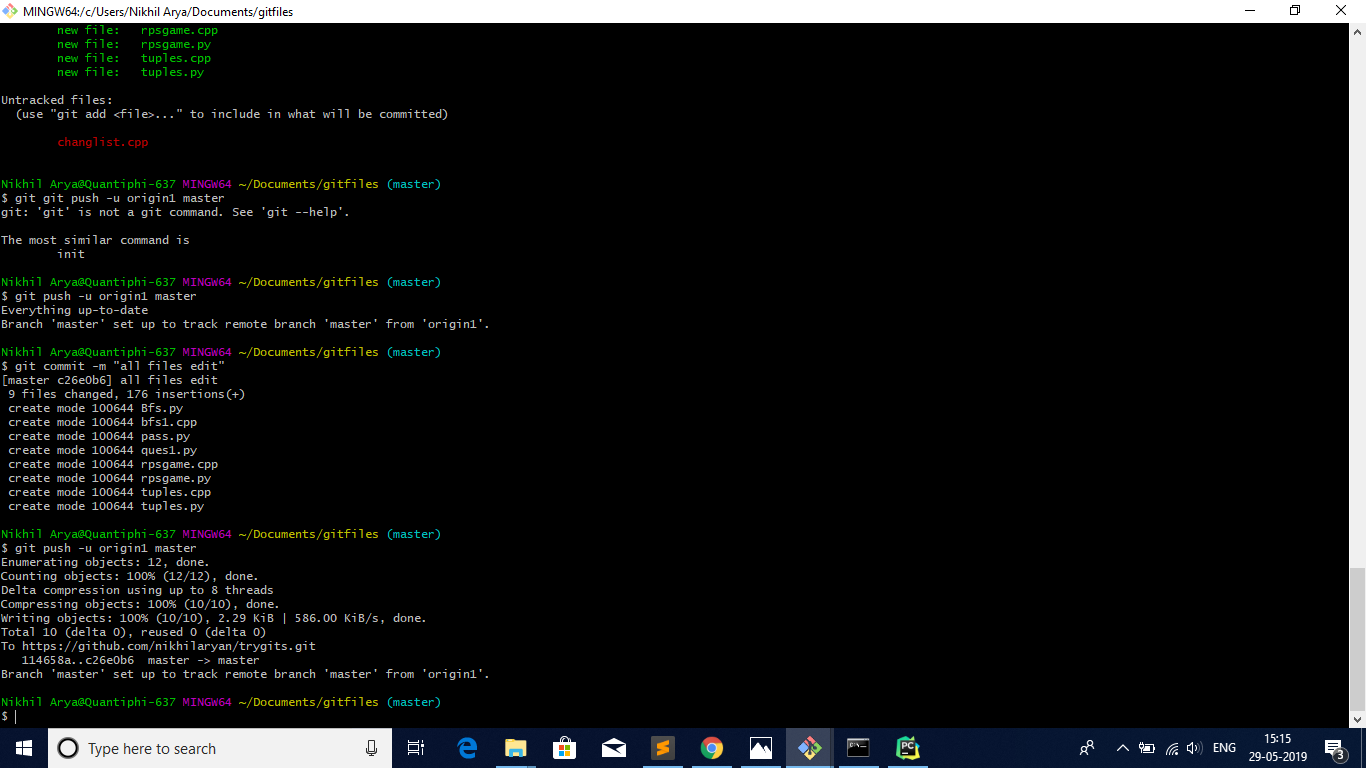 MINGW64:/c/Users/Nikhil Arya/Documents/gitfiles
new file:   rpsgame.cpp
new file:   rpsgame.py
new file:   tuples.cpp
new file:   tuples.py
Untracked files:
(use "git add <file>..." to include in what will be committed)
changlist.cpp
Nikhil Arya@Quantiphi-637 MINGW64 ~/Documents/gitfiles (master)
$ git git push -u origin1 master
git: 'git' is not a git command. See 'git --help'.
The most similar command is
init
Nikhil Arya@Quantiphi-637 MINGW64 ~/Documents/gitfiles (master)
$ git push -u origin1 master
Everything up-to-date
Branch 'master' set up to track remote branch 'master' from 'origin1'.
Nikhil Arya@Quantiphi-637 MINGW64 ~/Documents/gitfiles (master)
$ git commit -m "all files edit"
[master c26e0b6] all files edit
9 files changed, 176 insertions(+)
create mode 100644 Bfs.py
create mode 100644 bfs1.cpp
create mode 100644 pass.py
create mode 100644 ques1.py
create mode 100644 rpsgame.cpp
create mode 100644 rpsgame.py
create mode 100644 tuples.cpp
create mode 100644 tuples.py
Nikhil Arya@Quantiphi-637 MINGW64 ~/Documents/gitfiles (master)
$ git push -u origin1 master
Enumerating objects: 12, done.
Counting objects: 100% (12/12), done.
Delta compression using up to 8 threads
Compressing objects: 100% (10/10), done.
Writing objects: 100% (10/10), 2.29 KiB | 586.00 KiB/s, done.
Total 10 (delta 0), reused 0 (delta 0)
To https://github.com/nikhilaryan/trygits.git
114658a..c26e0b6  master -> master
Branch 'master' set up to track remote branch 'master' from 'origin1'.
Nikhil Arya@Quantiphi-637 MINGW64 ~/Documents/gitfiles (master)
$
Type here to search
PC
ENG
15:15
29-05-2019
3